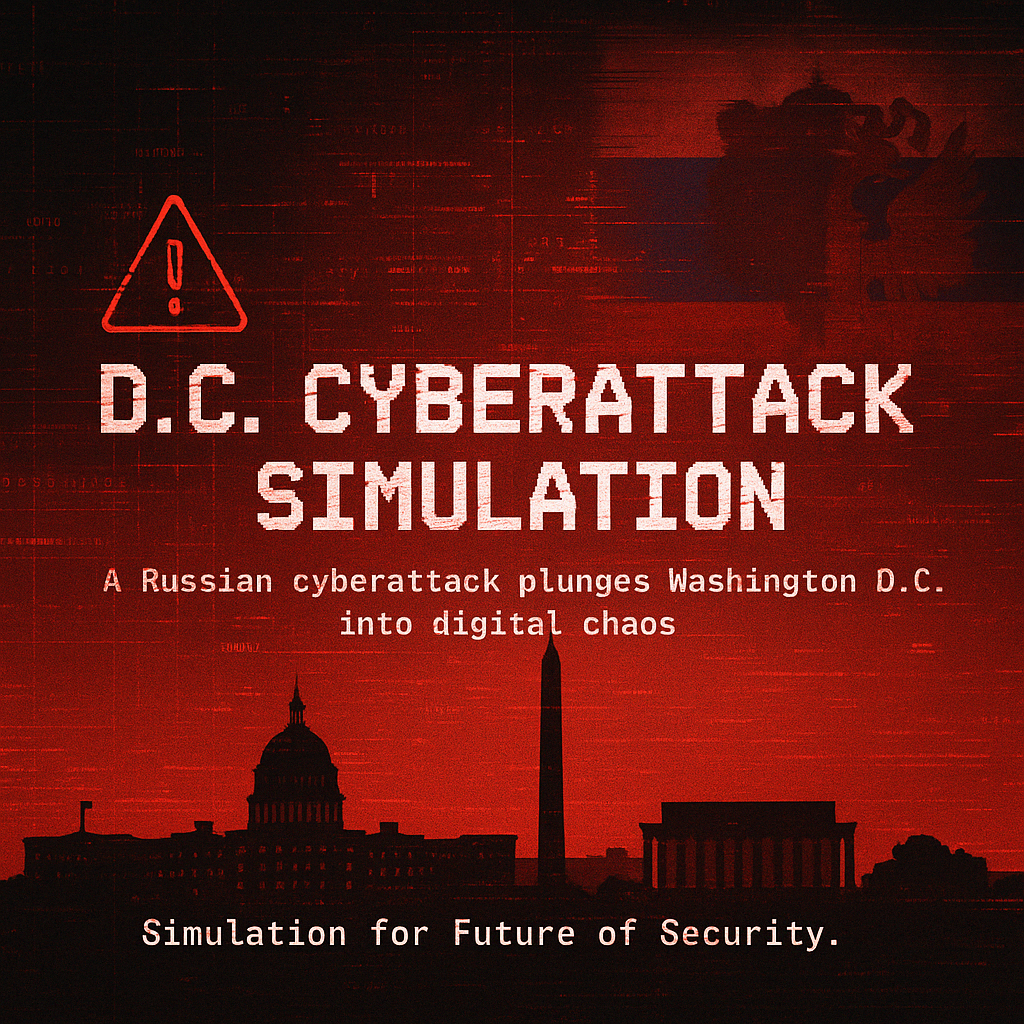 D.C. CYBERATTACK
SIMULATION
A Russian cyberattack plunges Washington D.C.
into digital chaos
Simulation for Future of Security.